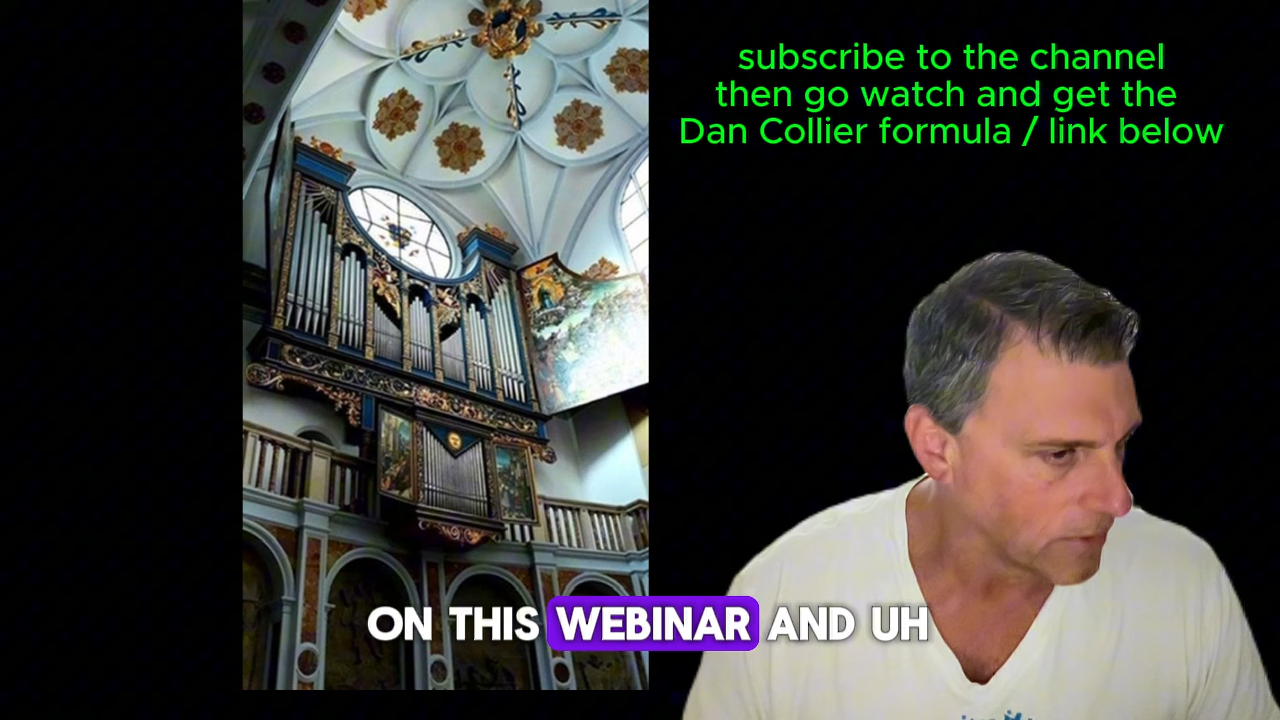 subscribe to the channel
then go watch and get the
Dan Collier formula / link below
ON THIS WEBINAR AND UH